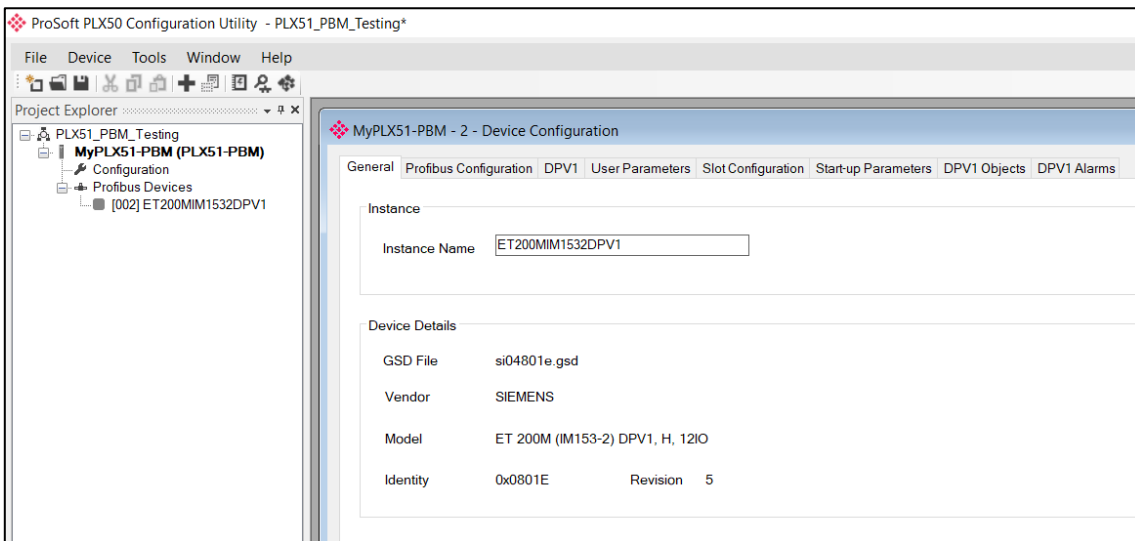 ProSoft PLX50 Configuration Utility - PLX51_PBM_Testing*
File Device Tools Window Help
Project Explorer
PLX51_PBM_Testing
MyPLX51-PBM (PLX51-PBM)
Configuration
Profibus Devices
[002] ET200MIM1532DPV1
MyPLX51-PBM - 2 - Device Configuration
General Profibus Configuration DPV1 User Parameters Slot Configuration Start-up Parameters DPV1 Objects DPV1 Alarms
Instance
Instance Name ET200MIM1532DPV1
Device Details
GSD File si04801e.gsd
Vendor SIEMENS
Model ET 200M (IM153-2) DPV1, H, 12IO
Identity 0x0801E Revision 5